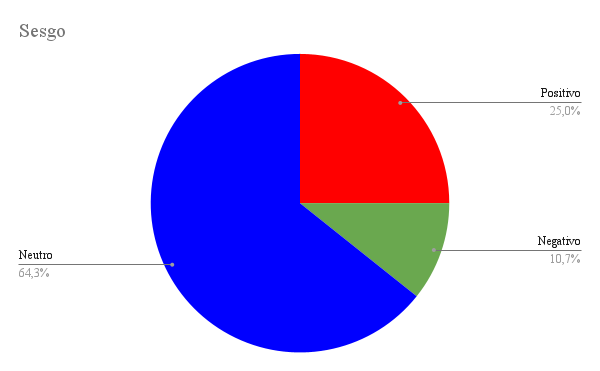 Sesgo
Positivo
25,0%
Negativo
10,7%
Neutro
64,3%